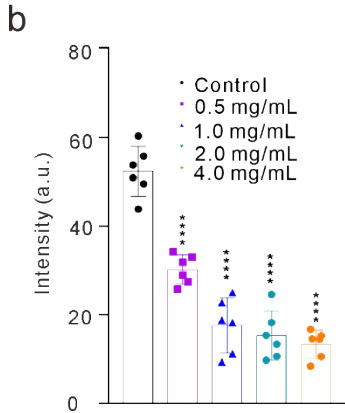 b
80
60
40
20
0
Intensity (a.u.)
Control
0.5 mg/mL
1.0 mg/mL
2.0 mg/mL
4.0 mg/mL
****
****
****
****